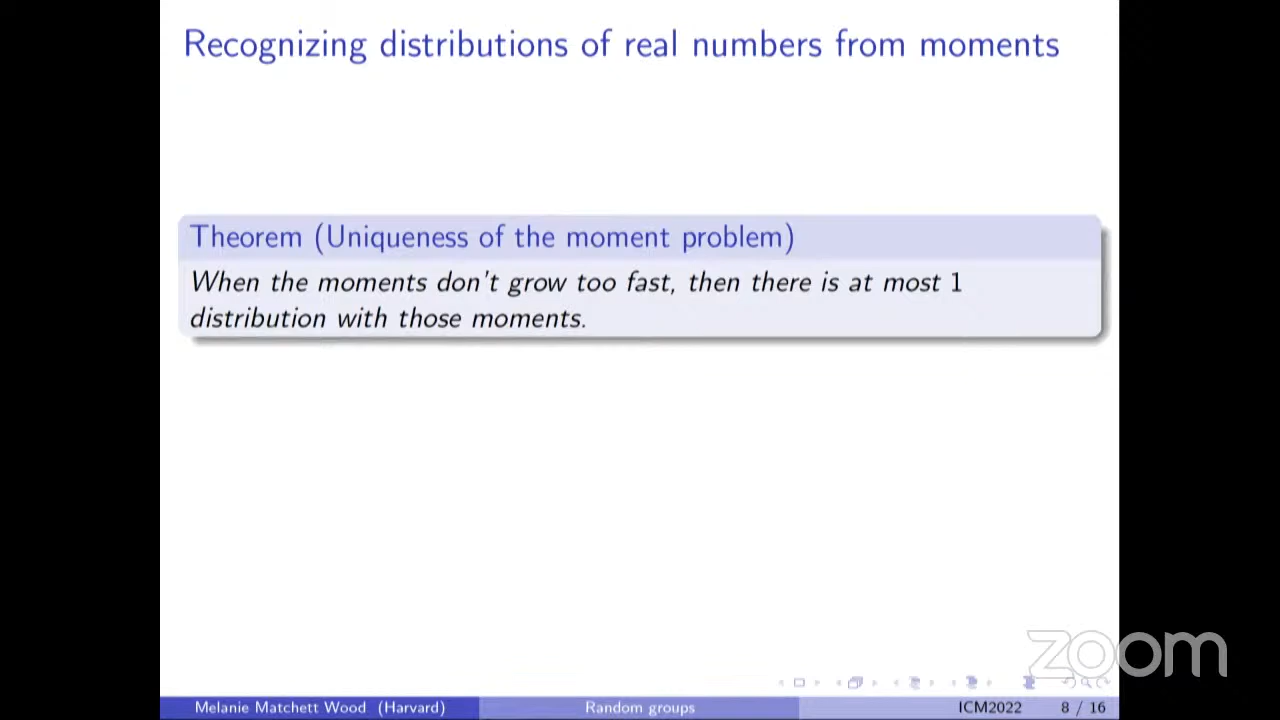 Recognizing distributions of real numbers from moments
Theorem (Uniqueness of the moment problem)
When the moments don't grow too fast, then there is at most 1
distribution with those moments.
zoom
Melanie Matchett Wood (Harvard)
Random groups
ICM2022
8 / 16